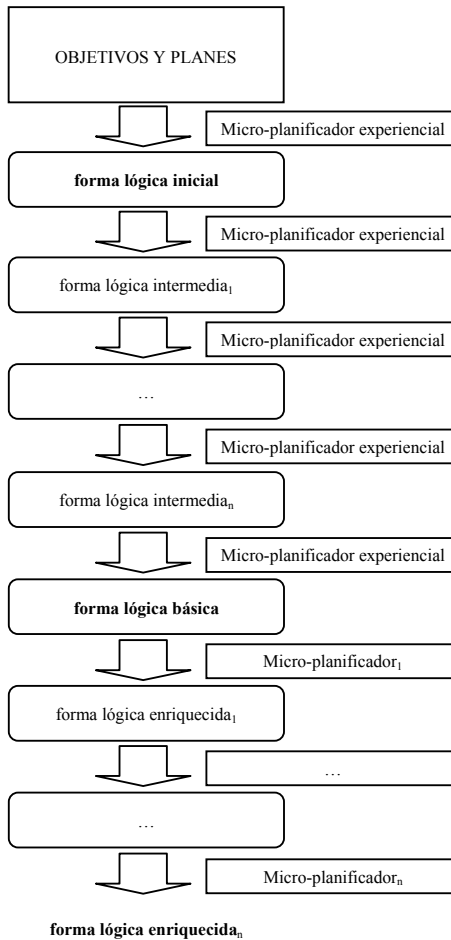 OBJETIVOS Y PLANES
Micro-planificador experiencial
forma lógica inicial
Micro-planificador experiencial
forma lógica intermedia₁
Micro-planificador experiencial
…
Micro-planificador experiencial
forma lógica intermediaₙ
Micro-planificador experiencial
forma lógica básica
Micro-planificador₁
forma lógica enriquecida₁
…
…
Micro-planificadorₙ
forma lógica enriquecidaₙ